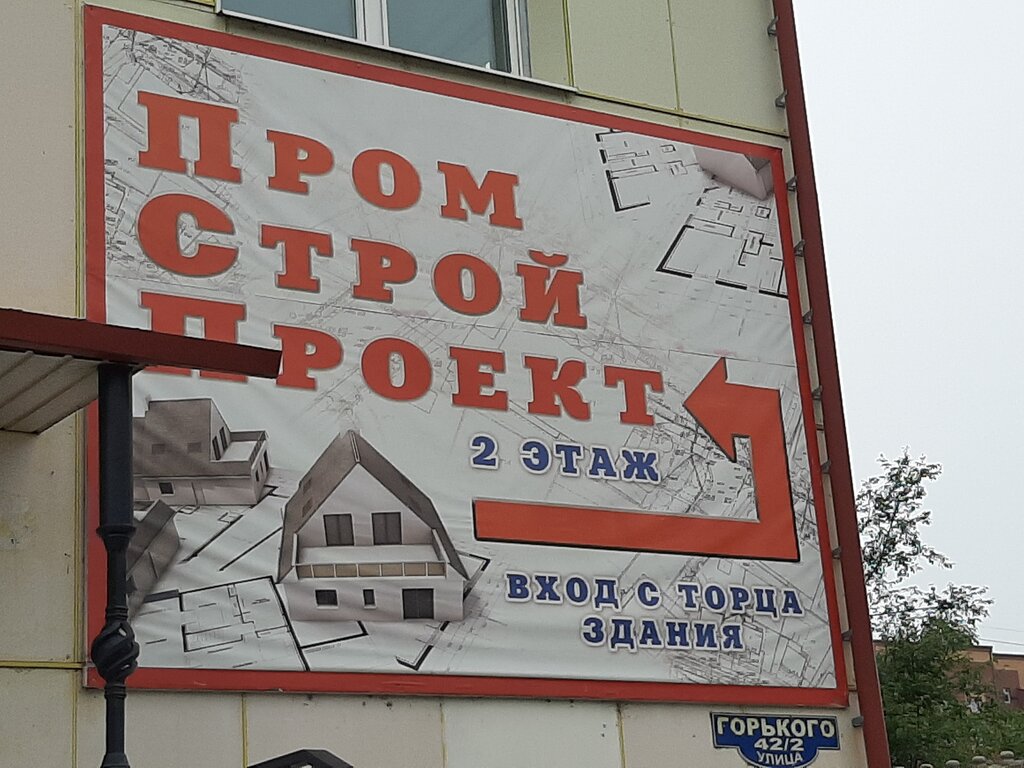 ПРОМ
СТРОЙ
ПРОЕКТ
2 ЭТАЖ
ВХОД С ТОРЦА
ЗДАНИЯ
ГОРЬКОГО
42/2
УЛИЦА